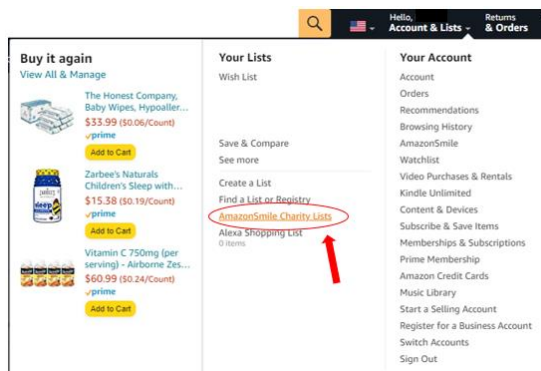 Hello,
Account & Lists
Returns
& Orders
Buy it again
View All & Manage
The Honest Company,
Baby Wipes, Hypoaller...
$33.99 ($0.06/Count)
prime
Add to Cart
Zarbee's Naturals
Children's Sleep with...
$15.38 ($0.19/Count)
prime
Add to Cart
Vitamin C 750mg (per
serving) - Airborne Zes...
$60.99 ($0.24/Count)
prime
Add to Cart
Your Lists
Wish List
Save & Compare
See more
Create a List
Find a List or Registry
AmazonSmile Charity Lists
Alexa Shopping List
0 items
Your Account
Account
Orders
Recommendations
Browsing History
AmazonSmile
Watchlist
Video Purchases & Rentals
Kindle Unlimited
Content & Devices
Subscribe & Save Items
Memberships & Subscriptions
Prime Membership
Amazon Credit Cards
Music Library
Start a Selling Account
Register for a Business Account
Switch Accounts
Sign Out